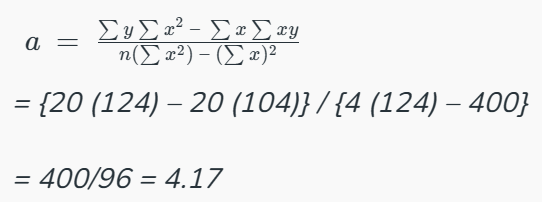 a = ∑ y ∑ x² − ∑ x ∑ xy / n(∑ x²) − (∑ x)²
= {20 (124) – 20 (104)} / {4 (124) – 400}
= 400/96 = 4.17